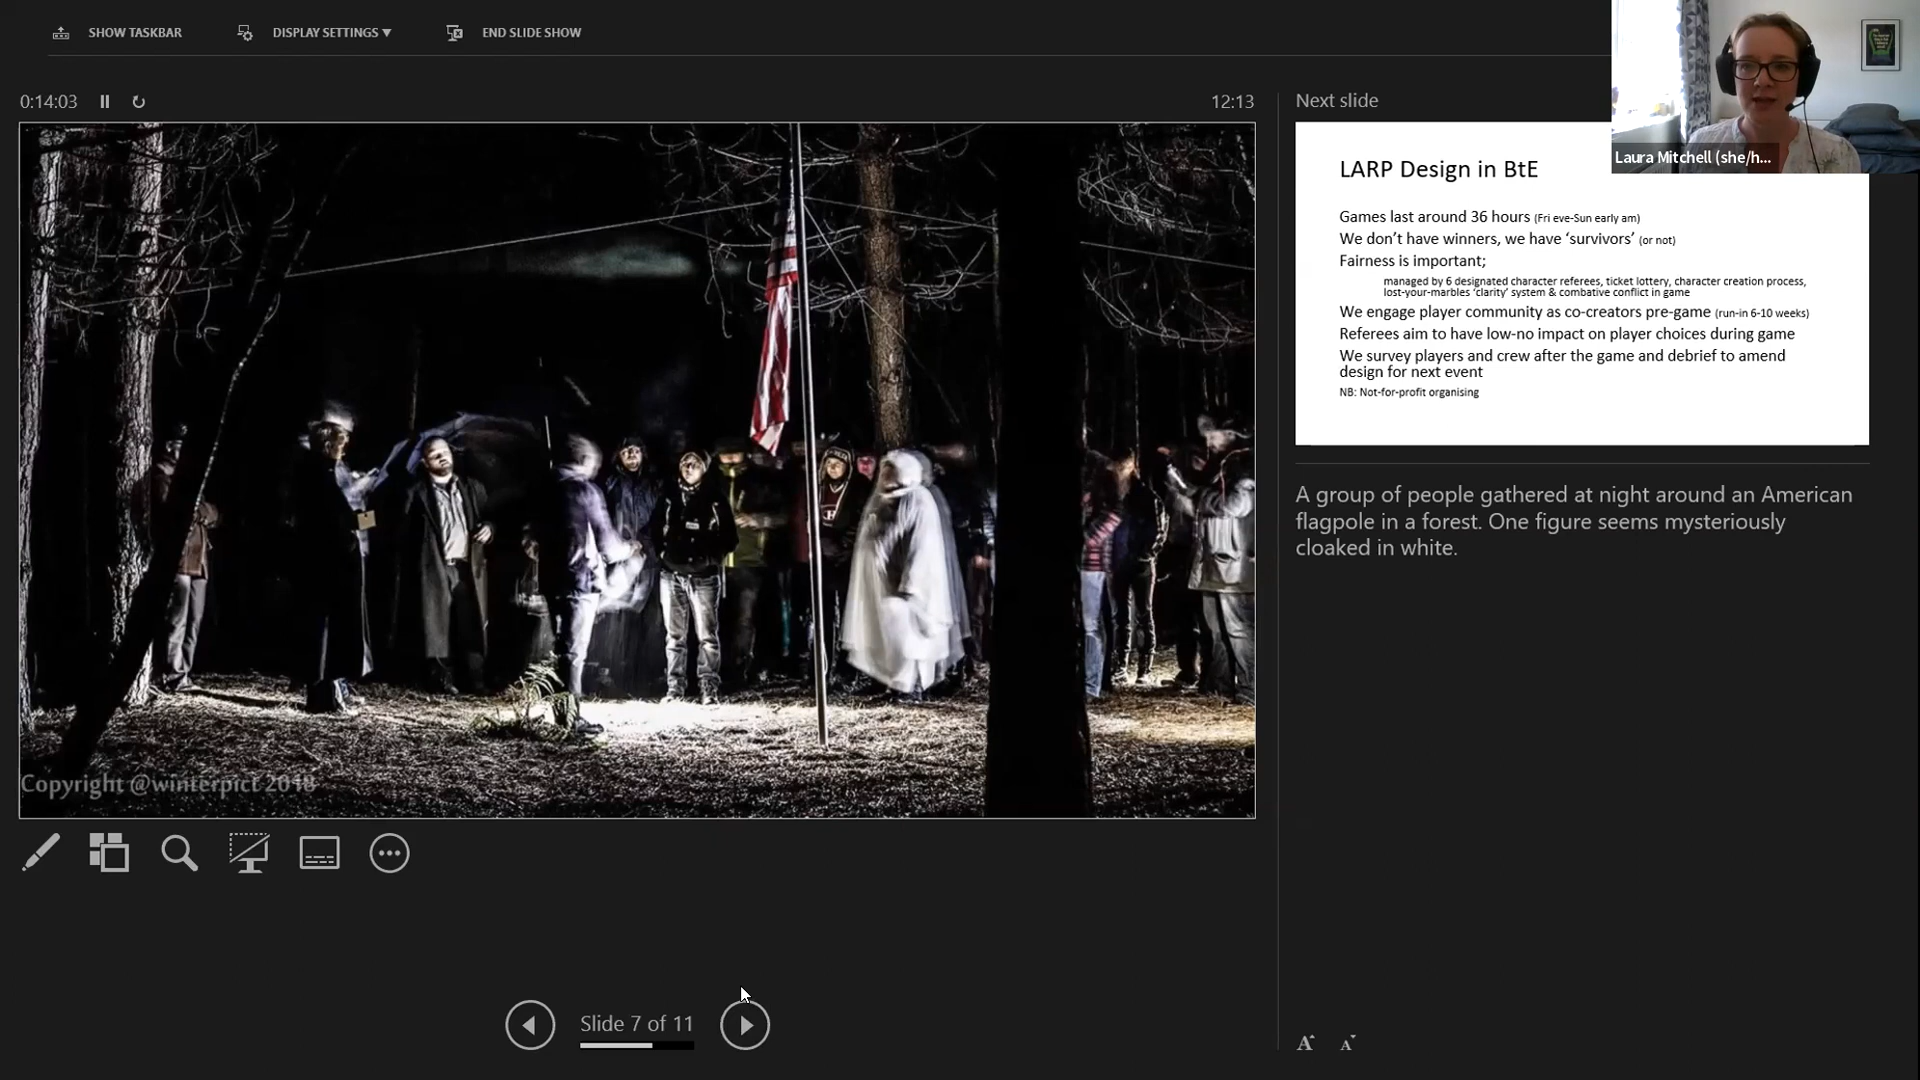 SHOW TASKBAR
DISPLAY SETTINGS ▼
END SLIDE SHOW
0:14:03
12:13
Next slide
Laura Mitchell (she/h...
LARP Design in BtE
Games last around 36 hours (Fri eve-Sun early am)
We don’t have winners, we have ‘survivors’ (or not)
Fairness is important;
managed by 6 designated character referees, ticket lottery, character creation process,
lost-your-marbles ‘clarity’ system & combative conflict in game
We engage player community as co-creators pre-game (run-in 6-10 weeks)
Referees aim to have low-no impact on player choices during game
We survey players and crew after the game and debrief to amend
design for next event
NB: Not-for-profit organising
A group of people gathered at night around an American
flagpole in a forest. One figure seems mysteriously
cloaked in white.
Copyright @winterpict 2018
Slide 7 of 11
A A